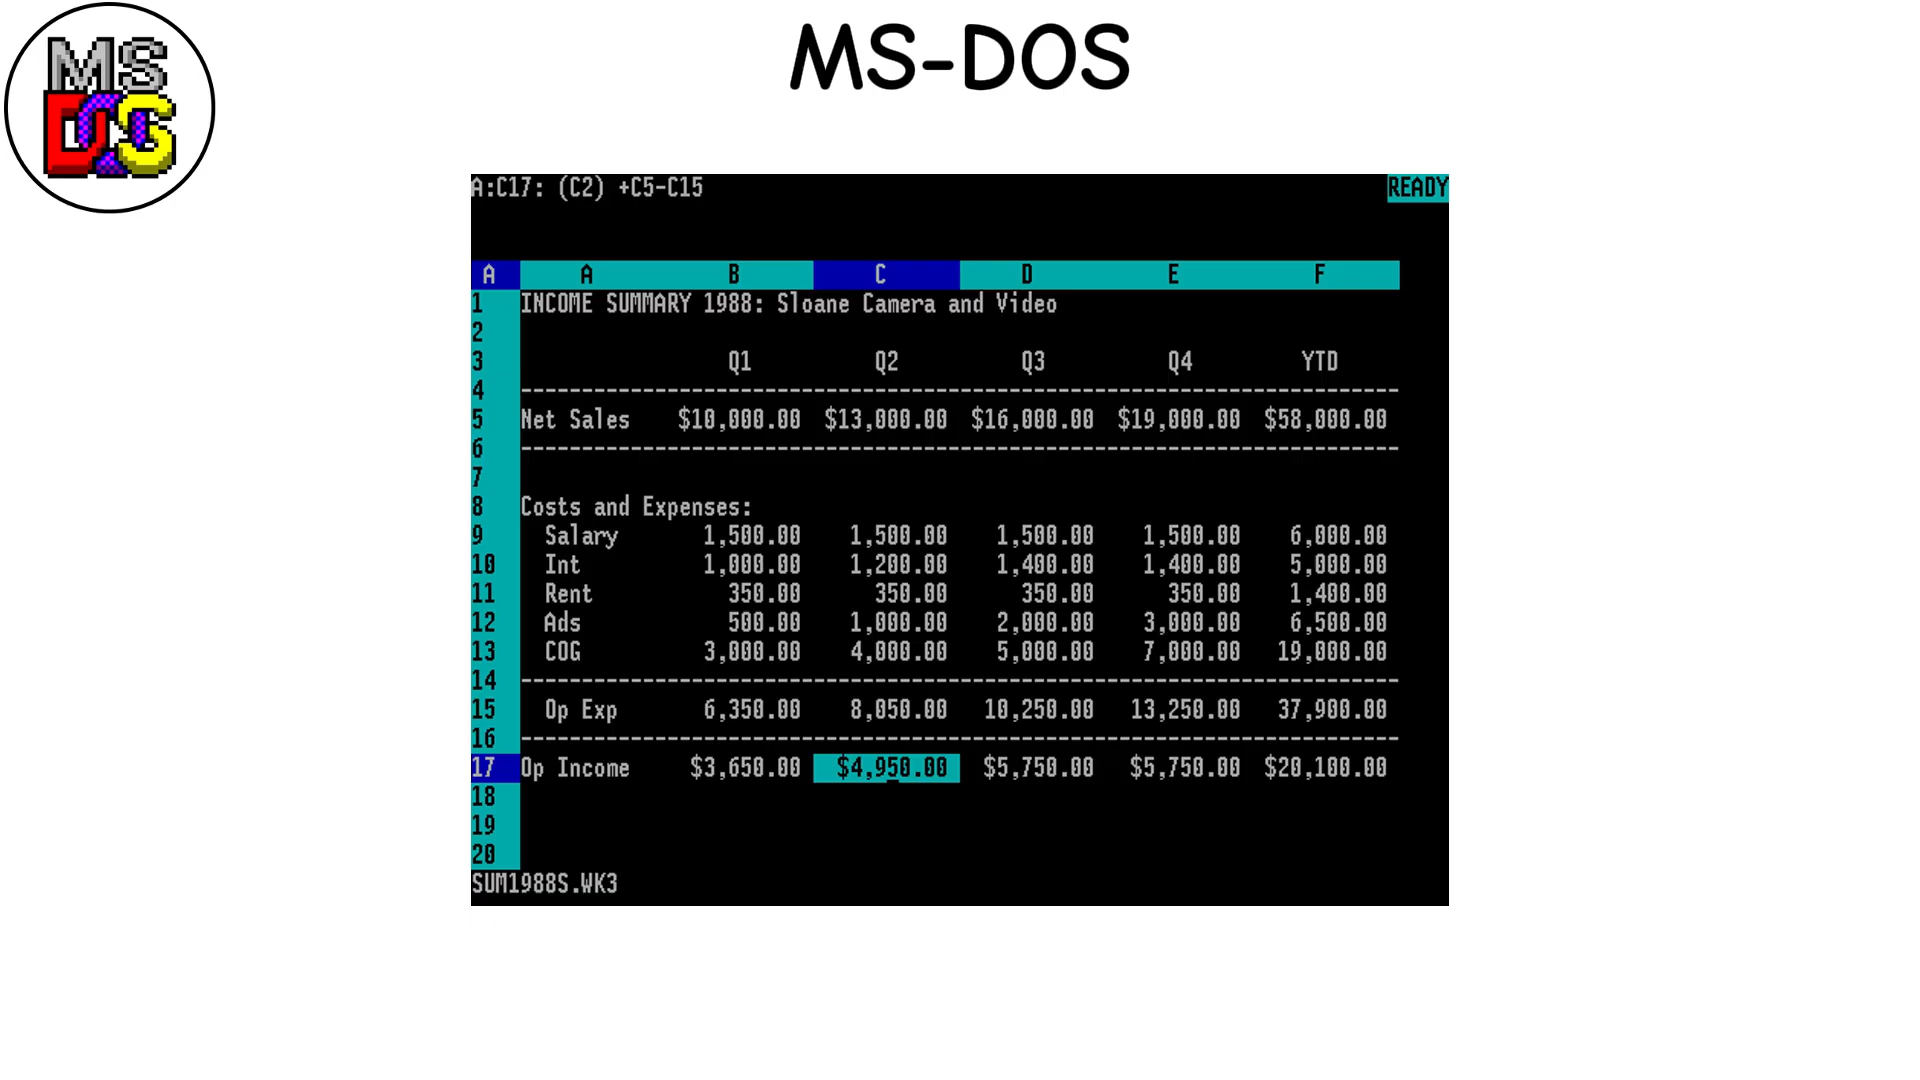 MS
DOS
MS-DOS
A:C17: (C2) +C5-C15 READY
A A B C D E F
1 INCOME SUMMARY 1988: Sloane Camera and Video
2
3 Q1 Q2 Q3 Q4 YTD
4 ------------------------------------------------------------------------
5 Net Sales $10,000.00 $13,000.00 $16,000.00 $19,000.00 $58,000.00
6 ------------------------------------------------------------------------
7
8 Costs and Expenses:
9 Salary 1,500.00 1,500.00 1,500.00 1,500.00 6,000.00
10 Int 1,000.00 1,200.00 1,400.00 1,400.00 5,000.00
11 Rent 350.00 350.00 350.00 350.00 1,400.00
12 Ads 500.00 1,000.00 2,000.00 3,000.00 6,500.00
13 COG 3,000.00 4,000.00 5,000.00 7,000.00 19,000.00
14 ------------------------------------------------------------------------
15 Op Exp 6,350.00 8,050.00 10,250.00 13,250.00 37,900.00
16 ------------------------------------------------------------------------
17 Op Income $3,650.00 $4,950.00 $5,750.00 $5,750.00 $20,100.00
18
19
20
SUM1988S.WK3